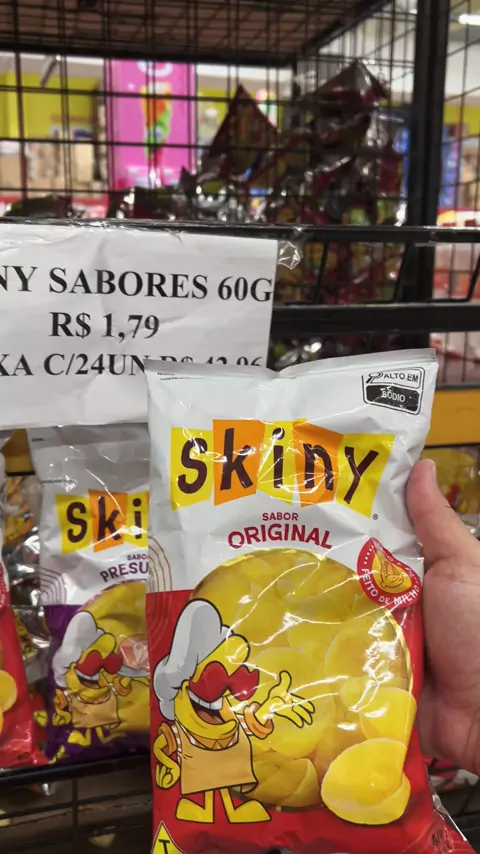 NY SABORES 60G
R$ 1,79
XA C/24UN R$ 42,96
ALTO EM
SÓDIO
Skiny
SABOR
ORIGINAL
FEITO DE MILHO
Ski
SABO
PRESU
T